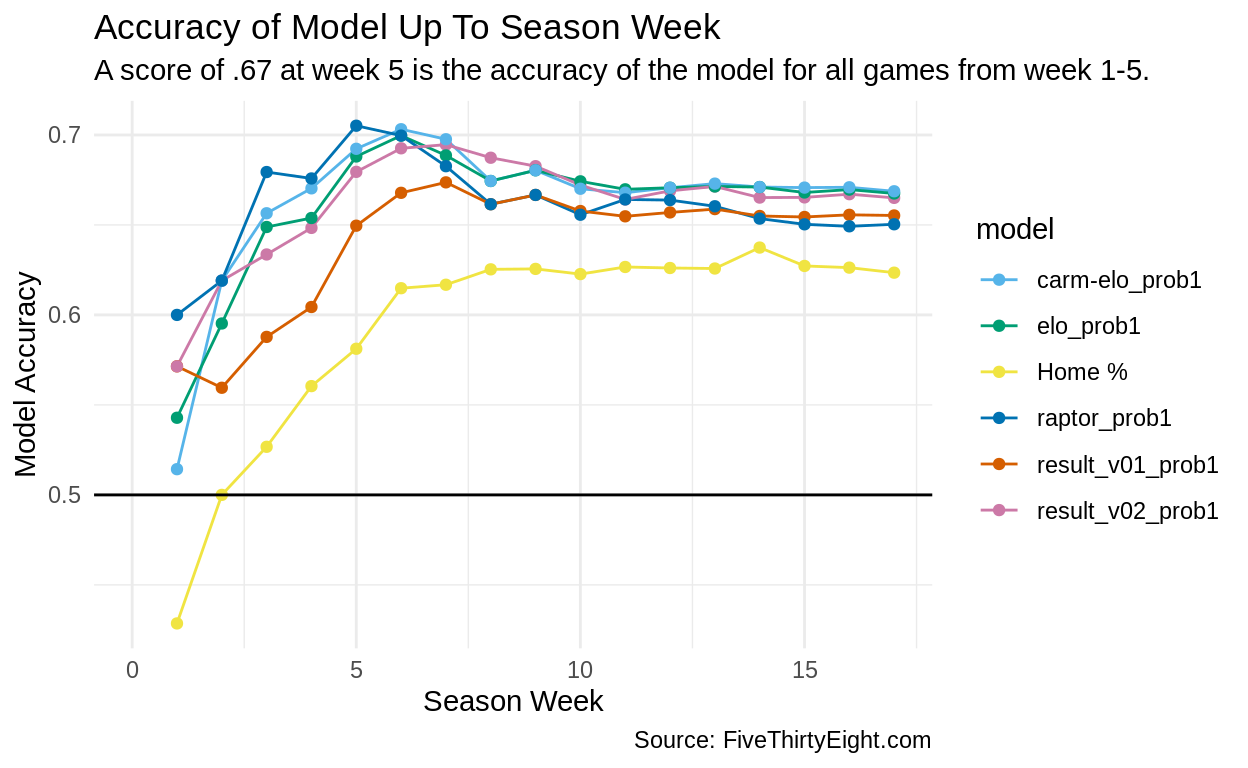 Accuracy of Model Up To Season Week
A score of .67 at week 5 is the accuracy of the model for all games from week 1-5.
Model Accuracy
0.7
0.6
0.5
0
5
10
15
Season Week
model
carm-elo_prob1
elo_prob1
Home %
raptor_prob1
result_v01_prob1
result_v02_prob1
Source: FiveThirtyEight.com